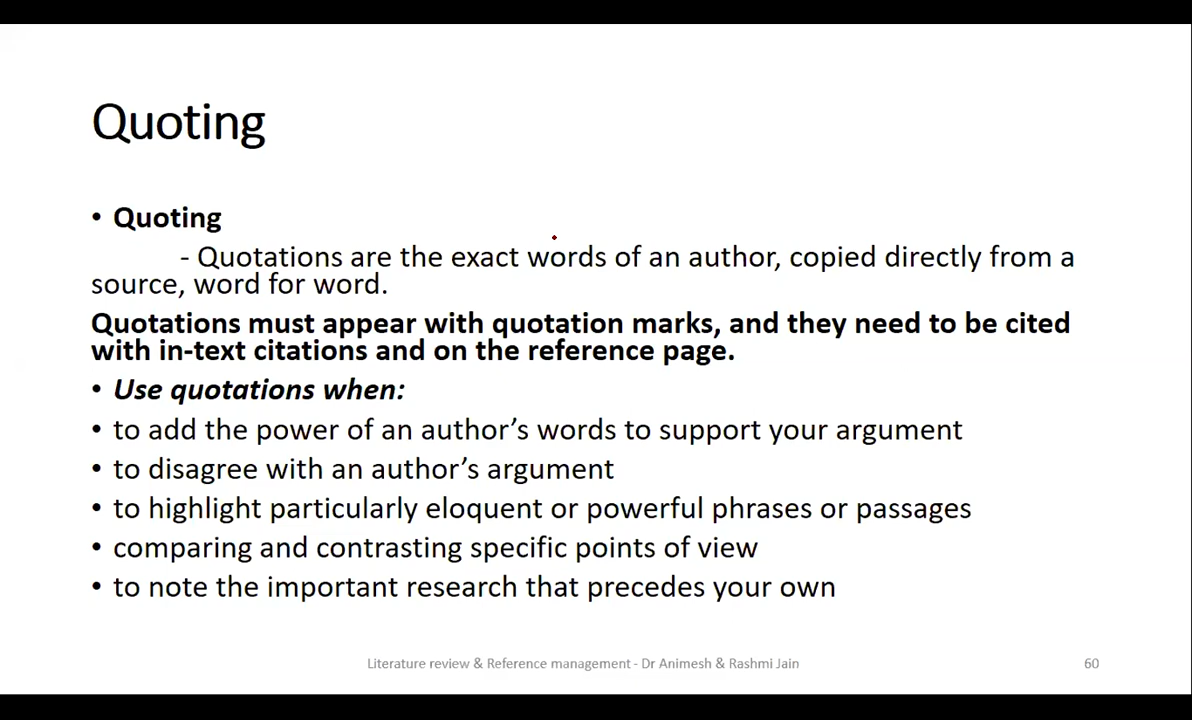 Quoting
• Quoting
- Quotations are the exact words of an author, copied directly from a
source, word for word.
Quotations must appear with quotation marks, and they need to be cited
with in-text citations and on the reference page.
• Use quotations when:
• to add the power of an author’s words to support your argument
• to disagree with an author’s argument
• to highlight particularly eloquent or powerful phrases or passages
• comparing and contrasting specific points of view
• to note the important research that precedes your own
Literature review & Reference management - Dr Animesh & Rashmi Jain
60